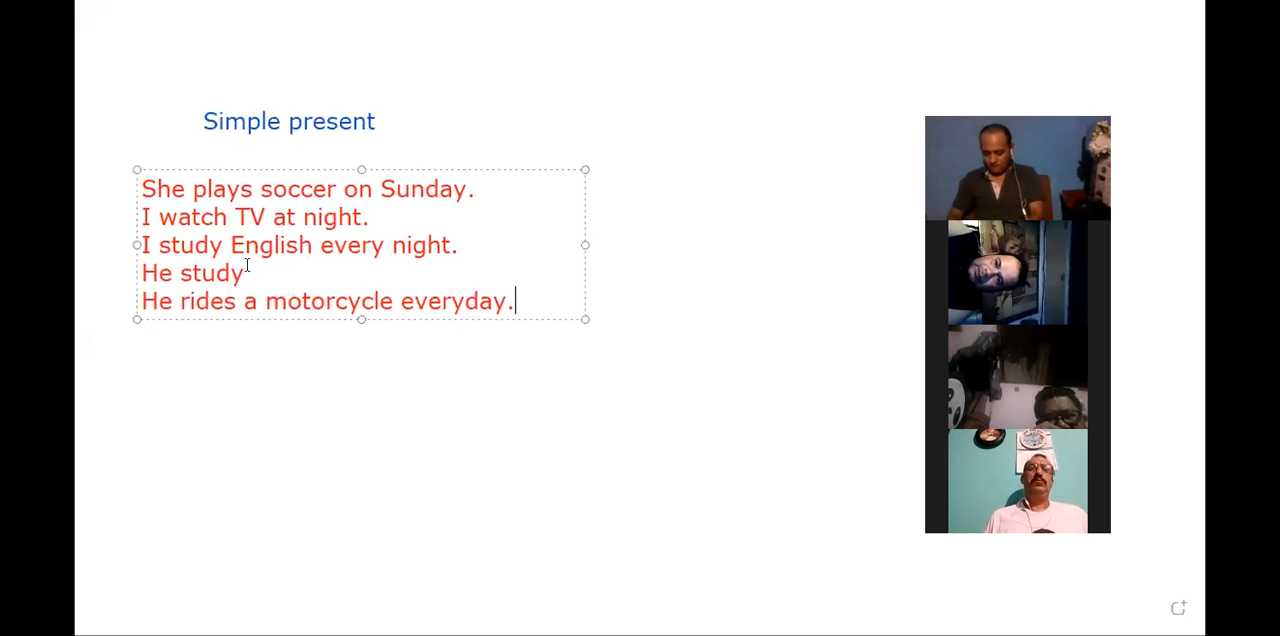 Simple present
She plays soccer on Sunday.
I watch TV at night.
I study English every night.
He study
He rides a motorcycle everyday.